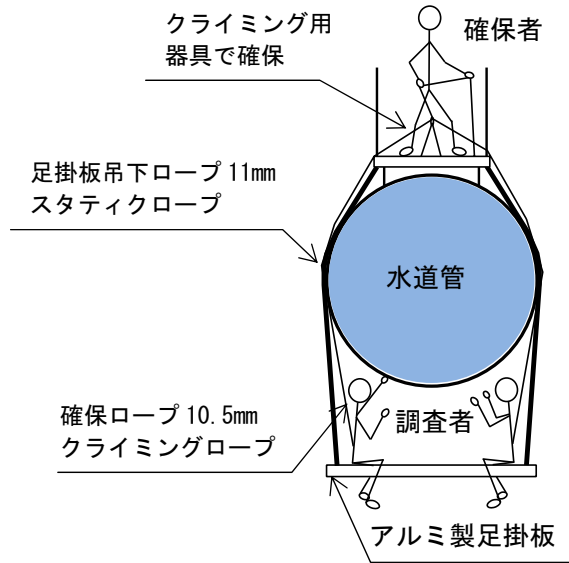 クライミング用
器具で確保
確保者
足掛板吊下ロープ 11mm
スタティクロープ
水道管
確保ロープ 10.5mm
クライミングロープ
調査者
アルミ製足掛板